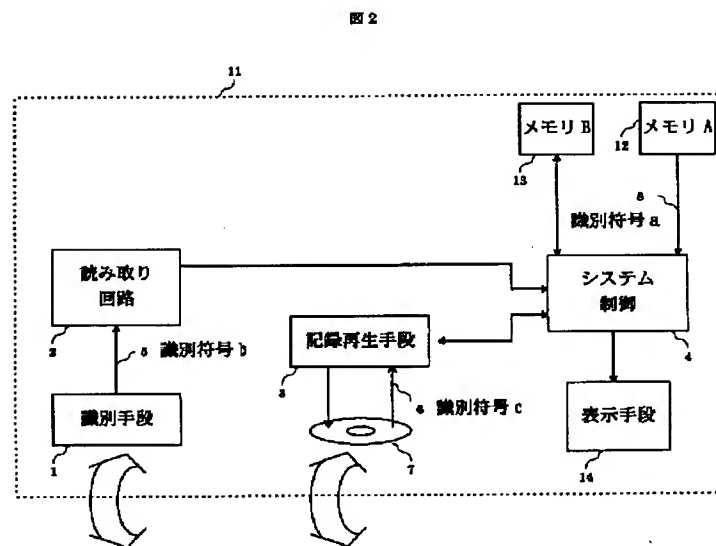 図2
11
メモリB
メモリA
12
13
8
識別符号a
読み取り
回路
システム
制御
2
5 識別符号b
記録再生手段
4
3
6 識別符号c
識別手段
表示手段
1
7
14